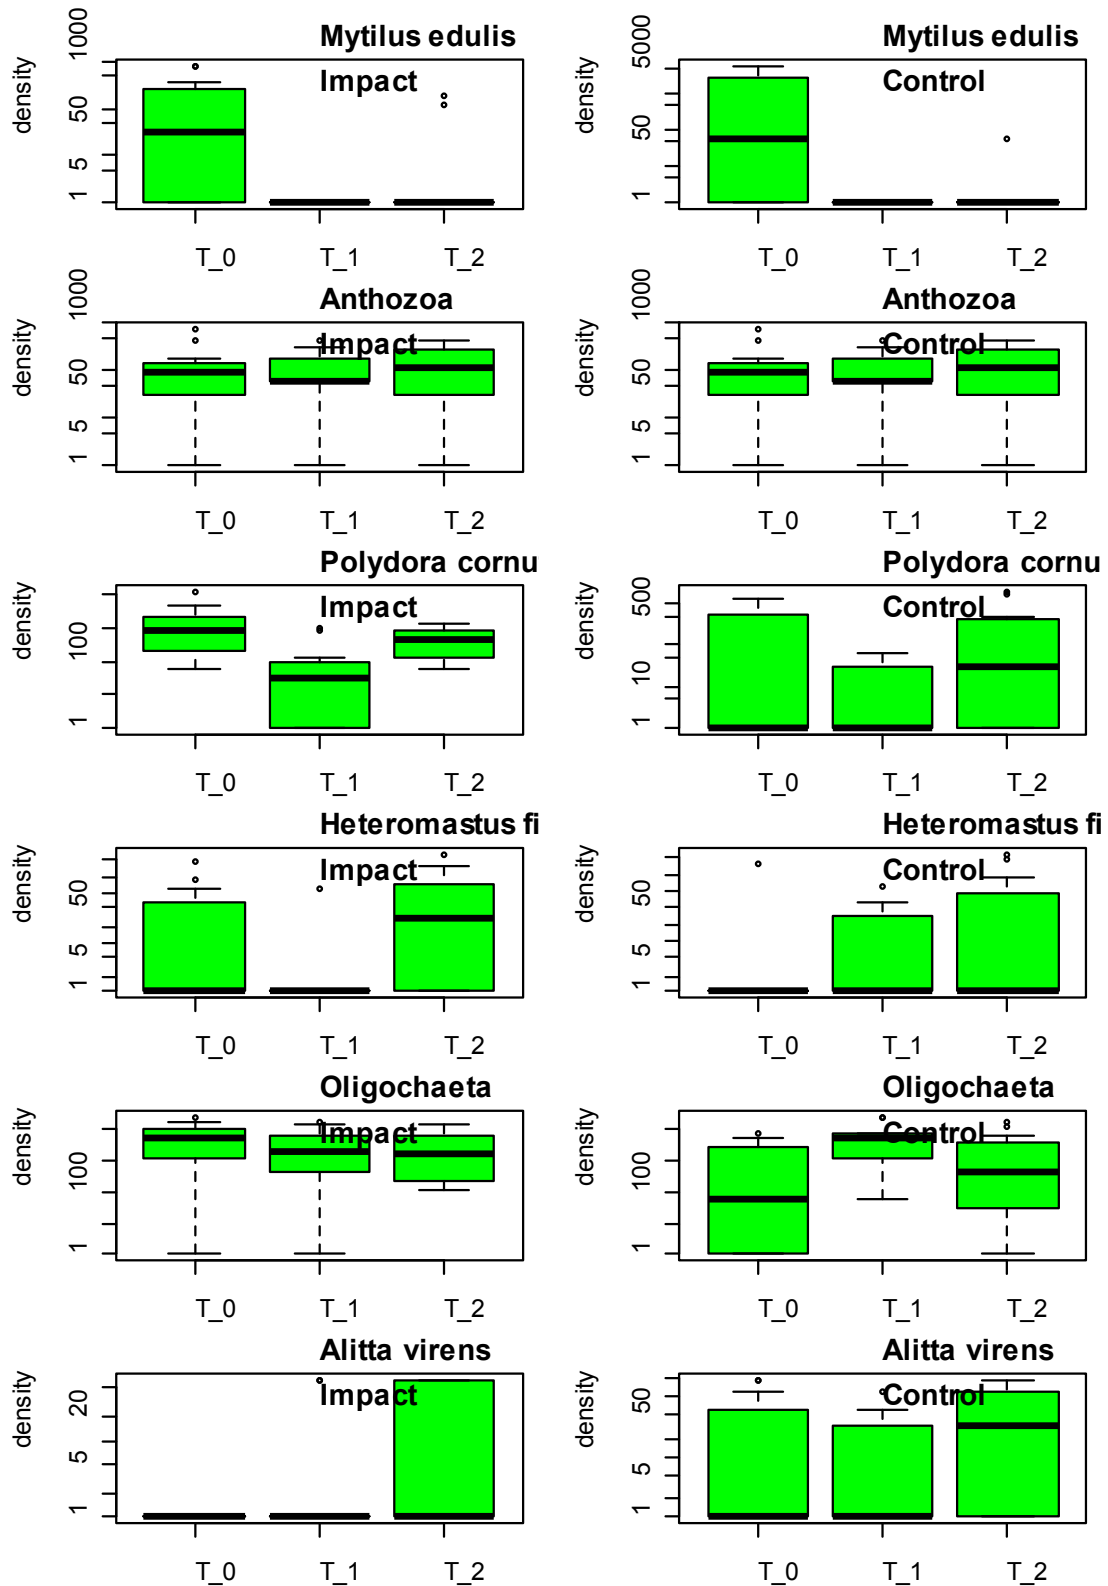 Mytilus edulis
Impact
density
1 5 50 1000
T_0 T_1 T_2
Mytilus edulis
Control
density
1 50 5000
T_0 T_1 T_2
Anthozoa
Impact
density
1 5 50 1000
T_0 T_1 T_2
Anthozoa
Control
density
1 5 50 1000
T_0 T_1 T_2
Polydora cornu
Impact
density
1 100
T_0 T_1 T_2
Polydora cornu
Control
density
1 10 500
T_0 T_1 T_2
Heteromastus fi
Impact
density
1 5 50
T_0 T_1 T_2
Heteromastus fi
Control
density
1 5 50
T_0 T_1 T_2
Oligochaeta
Impact
density
1 100
T_0 T_1 T_2
Oligochaeta
Control
density
1 100
T_0 T_1 T_2
Alitta virens
Impact
density
1 5 20
T_0 T_1 T_2
Alitta virens
Control
density
1 5 50
T_0 T_1 T_2